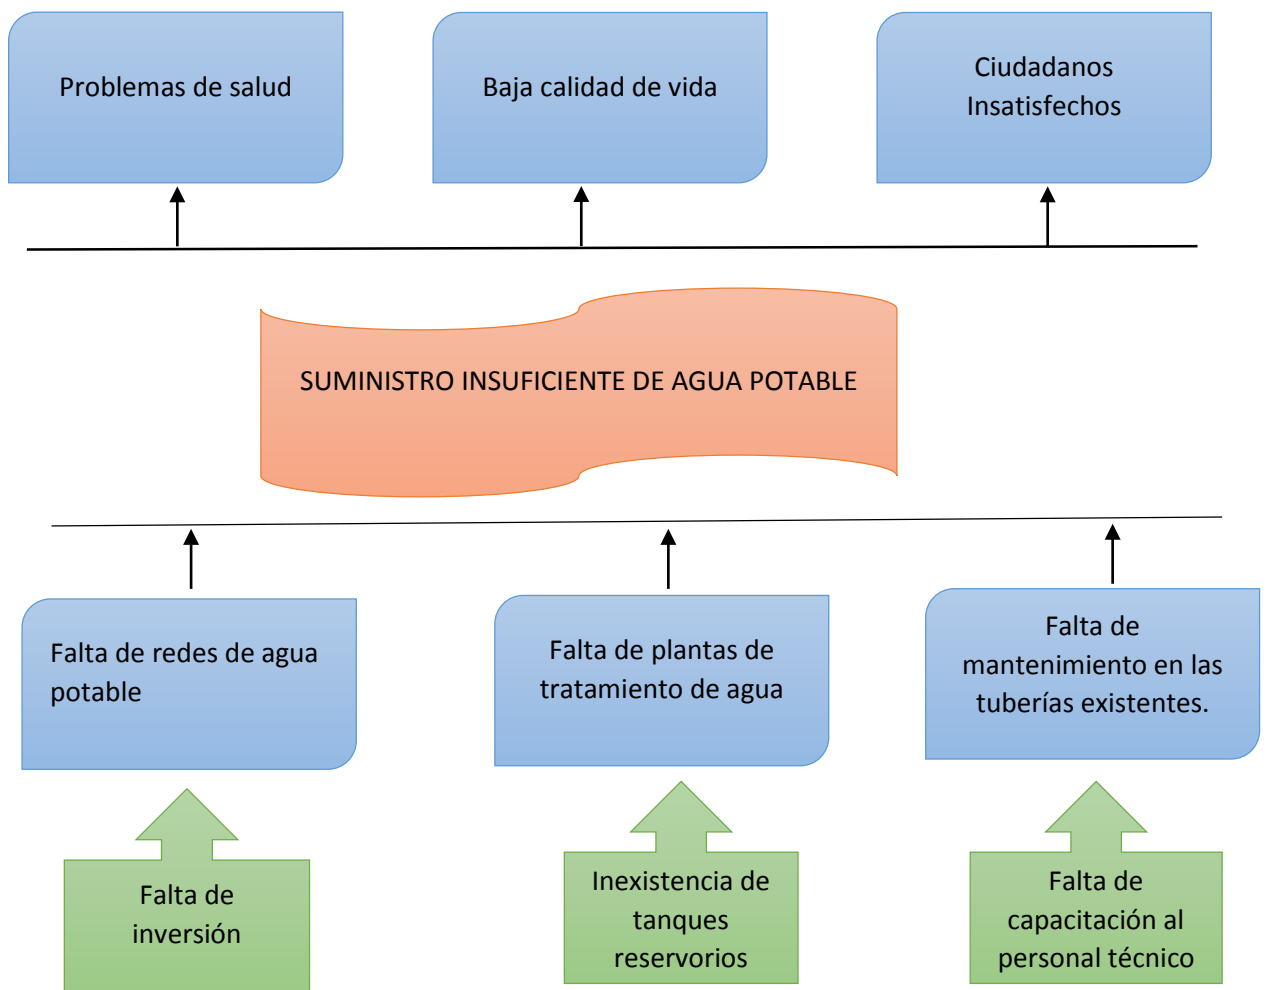 Problemas de salud
Baja calidad de vida
Ciudadanos
Insatisfechos
SUMINISTRO INSUFICIENTE DE AGUA POTABLE
Falta de redes de agua
potable
Falta de plantas de
tratamiento de agua
Falta de
mantenimiento en las
tuberías existentes.
Falta de
inversión
Inexistencia de
tanques
reservorios
Falta de
capacitación al
personal técnico